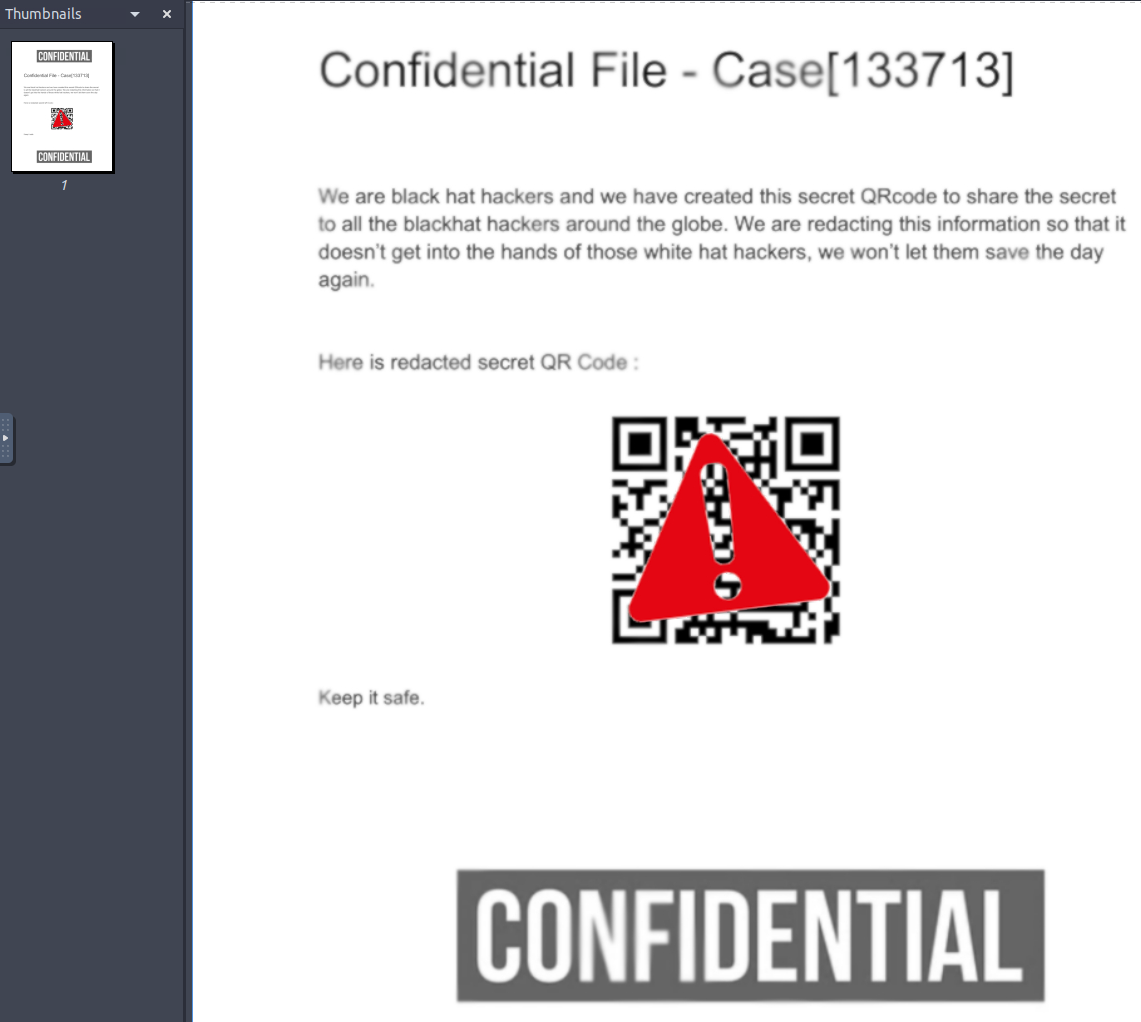 Thumbnails
CONFIDENTIAL
Confidential File - Case[133713]
CONFIDENTIAL
1
Confidential File - Case[133713]
We are black hat hackers and we have created this secret QRcode to share the secret
to all the blackhat hackers around the globe. We are redacting this information so that it
doesn’t get into the hands of those white hat hackers, we won’t let them save the day
again.
Here is redacted secret QR Code :
Keep it safe.
CONFIDENTIAL